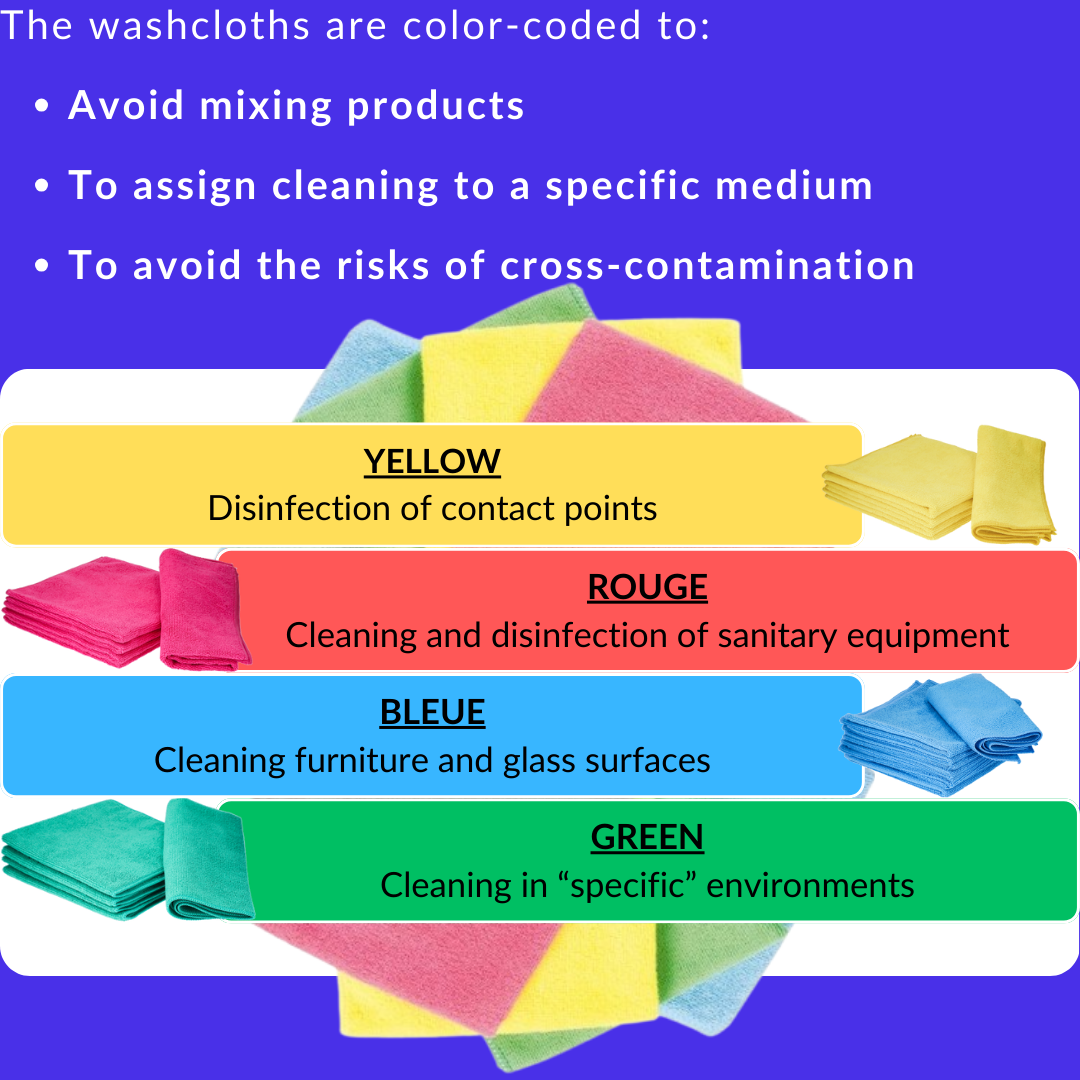 The washcloths are color-coded to:
• Avoid mixing products
• To assign cleaning to a specific medium
• To avoid the risks of cross-contamination
YELLOW
Disinfection of contact points
ROUGE
Cleaning and disinfection of sanitary equipment
BLEUE
Cleaning furniture and glass surfaces
GREEN
Cleaning in “specific” environments